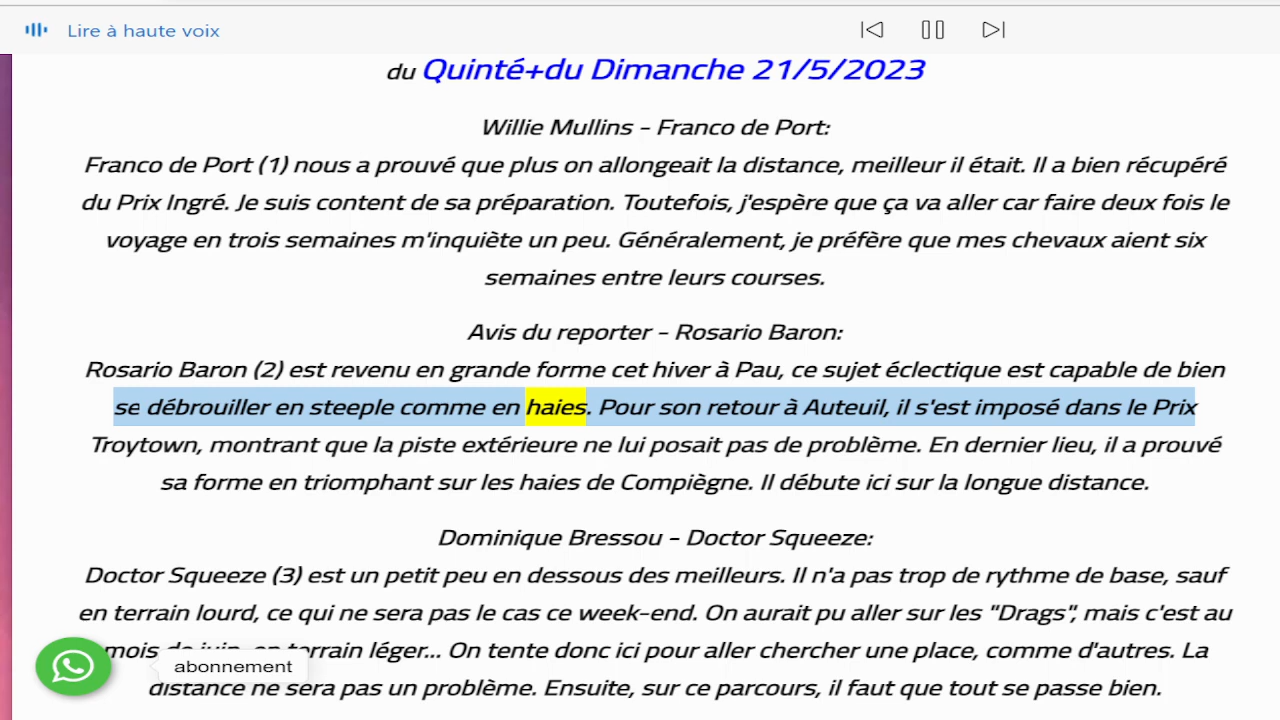 Lire à haute voix
du Quinté+du Dimanche 21/5/2023
Willie Mullins - Franco de Port:
Franco de Port (1) nous a prouvé que plus on allongeait la distance, meilleur il était. Il a bien récupéré
du Prix Ingré. Je suis content de sa préparation. Toutefois, j'espère que ça va aller car faire deux fois le
voyage en trois semaines m'inquiète un peu. Généralement, je préfère que mes chevaux aient six
semaines entre leurs courses.
Avis du reporter - Rosario Baron:
Rosario Baron (2) est revenu en grande forme cet hiver à Pau, ce sujet éclectique est capable de bien
se débrouiller en steeple comme en haies. Pour son retour à Auteuil, il s'est imposé dans le Prix
Troytown, montrant que la piste extérieure ne lui posait pas de problème. En dernier lieu, il a prouvé
sa forme en triomphant sur les haies de Compiègne. Il débute ici sur la longue distance.
Dominique Bressou - Doctor Squeeze:
Doctor Squeeze (3) est un petit peu en dessous des meilleurs. Il n'a pas trop de rythme de base, sauf
en terrain lourd, ce qui ne sera pas le cas ce week-end. On aurait pu aller sur les "Drags", mais c'est au
mois de juin, en terrain léger... On tente donc ici pour aller chercher une place, comme d'autres. La
abonnement
distance ne sera pas un problème. Ensuite, sur ce parcours, il faut que tout se passe bien.